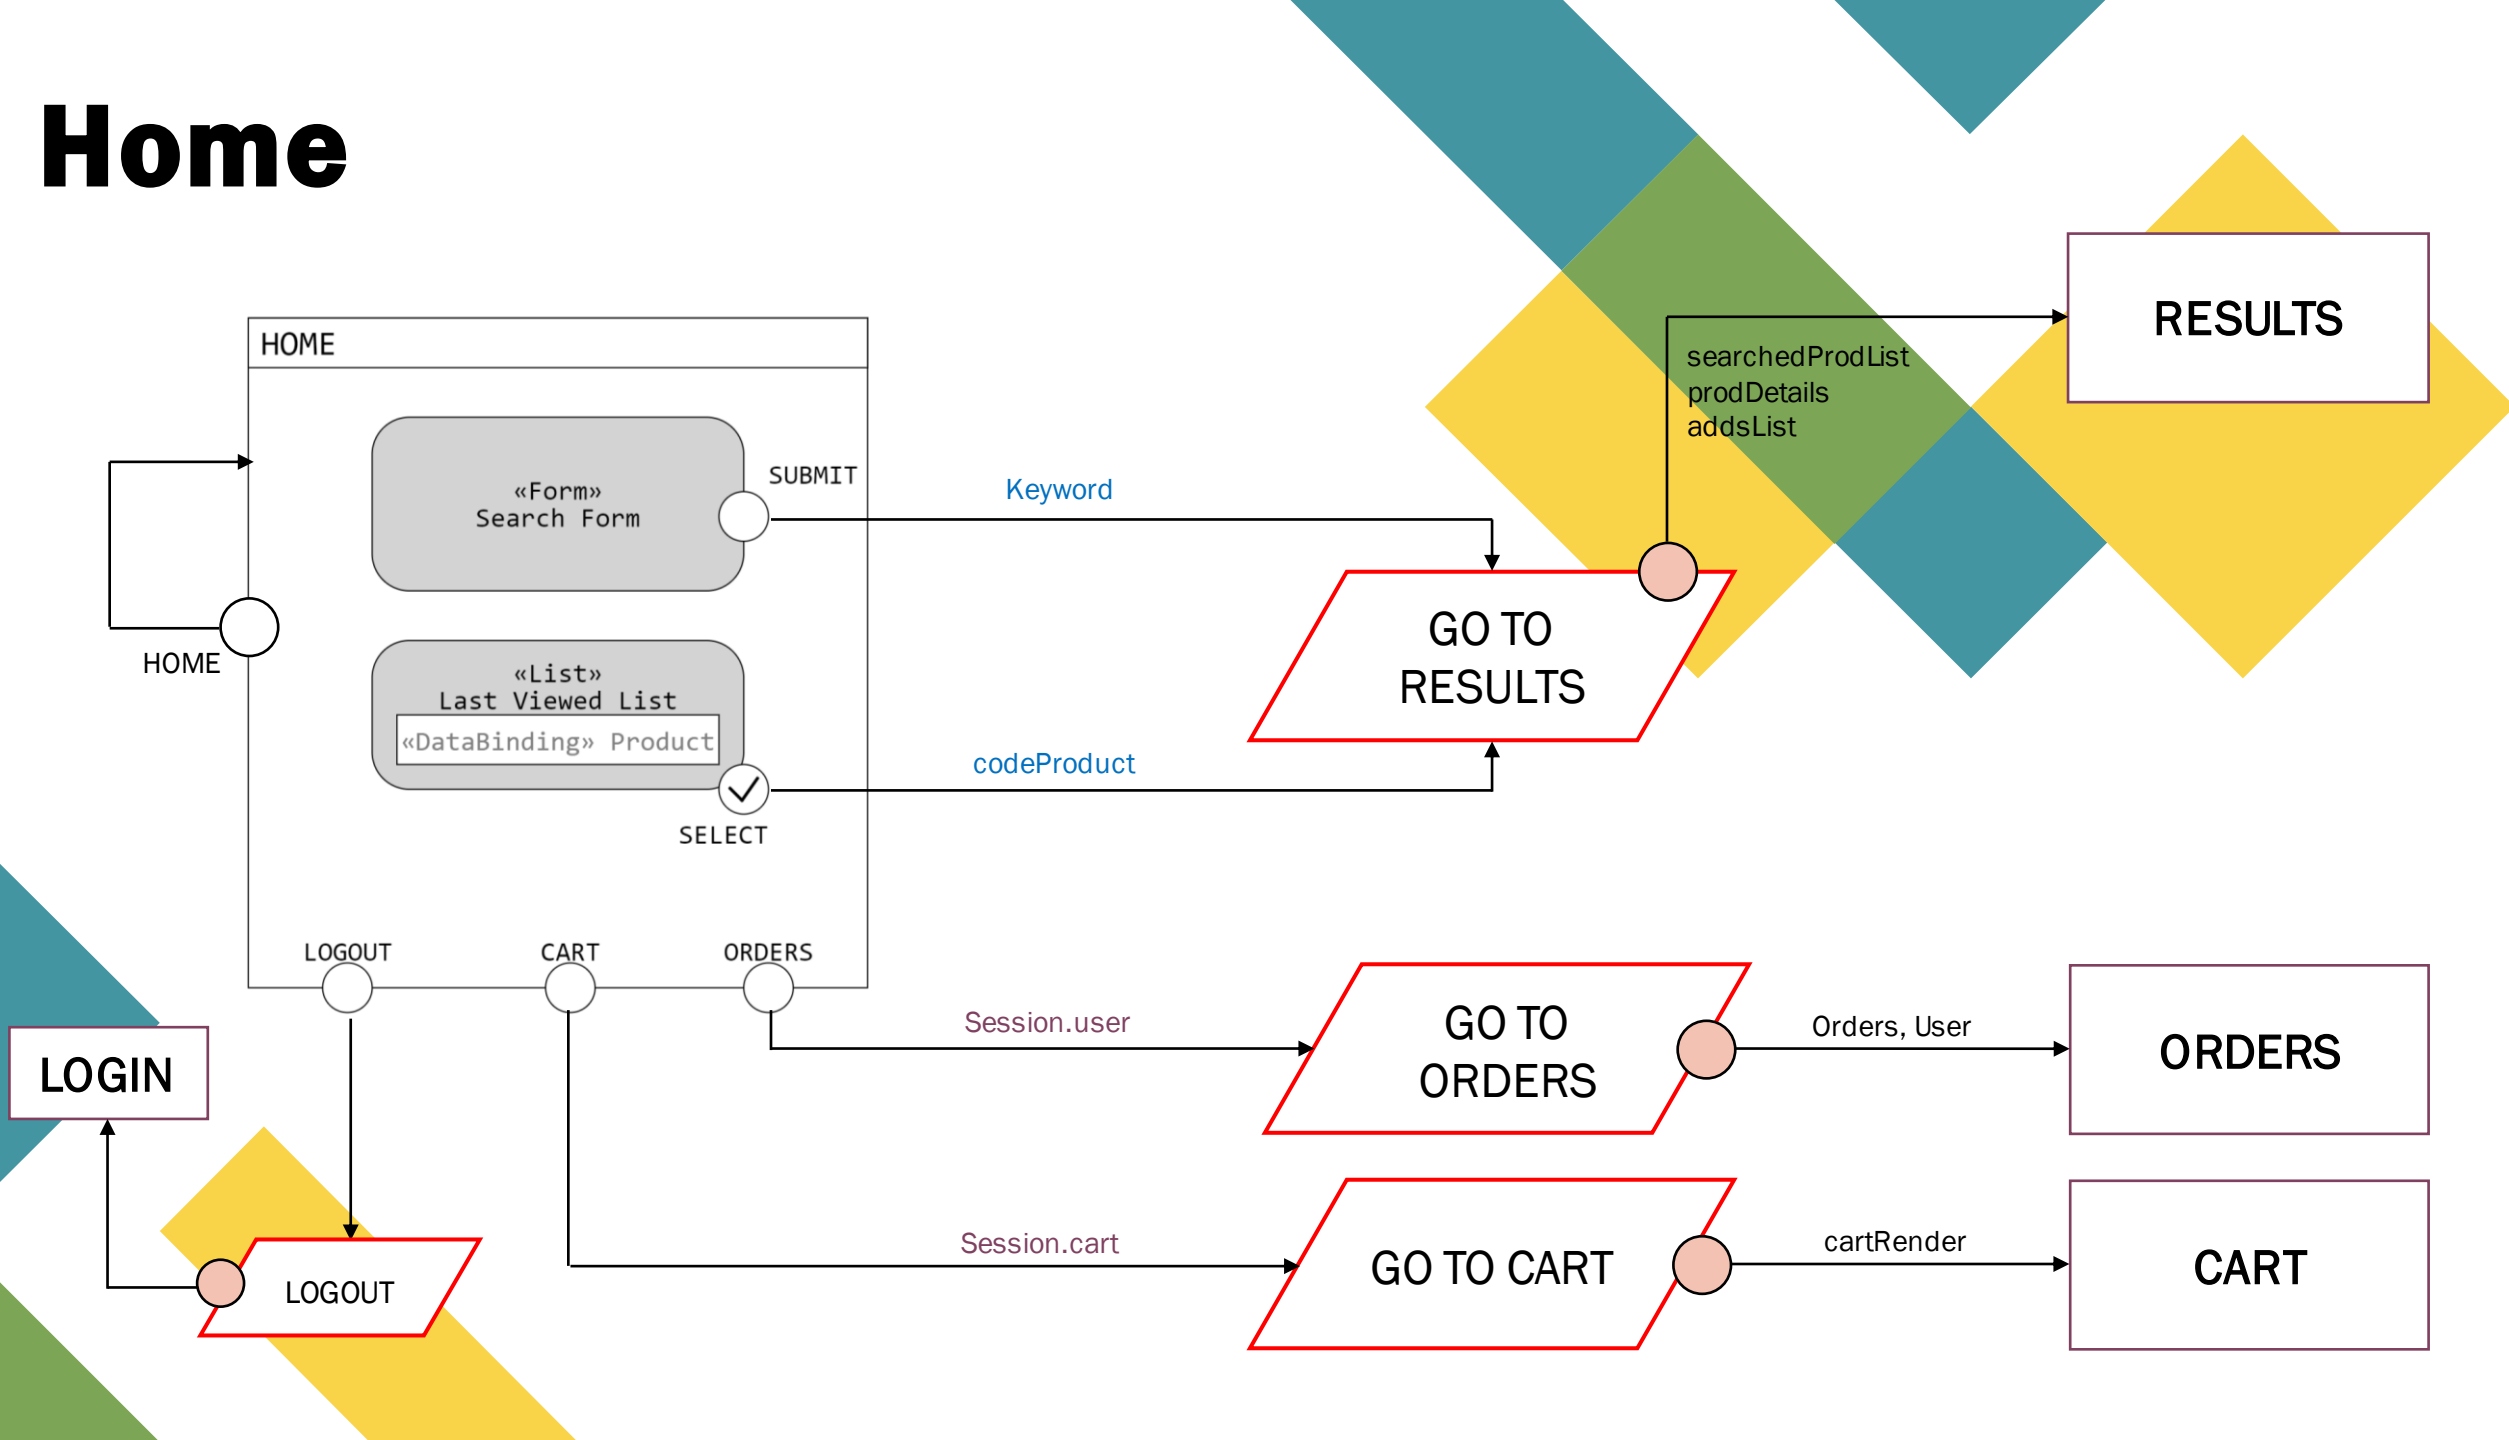 Home
HOME
«Form»
Search Form
SUBMIT
HOME
«List»
Last Viewed List
«DataBinding» Product
SELECT
LOGOUT
CART
ORDERS
Keyword
codeProduct
GO TO
RESULTS
searchedProdList
prodDetails
addsList
RESULTS
Session.user
GO TO
ORDERS
Orders, User
ORDERS
Session.cart
GO TO CART
cartRender
CART
LOGIN
LOGOUT